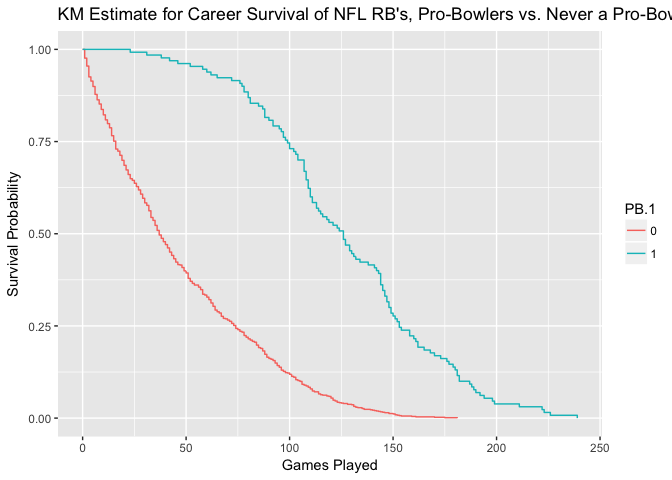 KM Estimate for Career Survival of NFL RB's, Pro-Bowlers vs. Never a Pro-Bow
1.00
0.75
0.50
0.25
0.00
Survival Probability
0 50 100 150 200 250
Games Played
PB.1
0
1